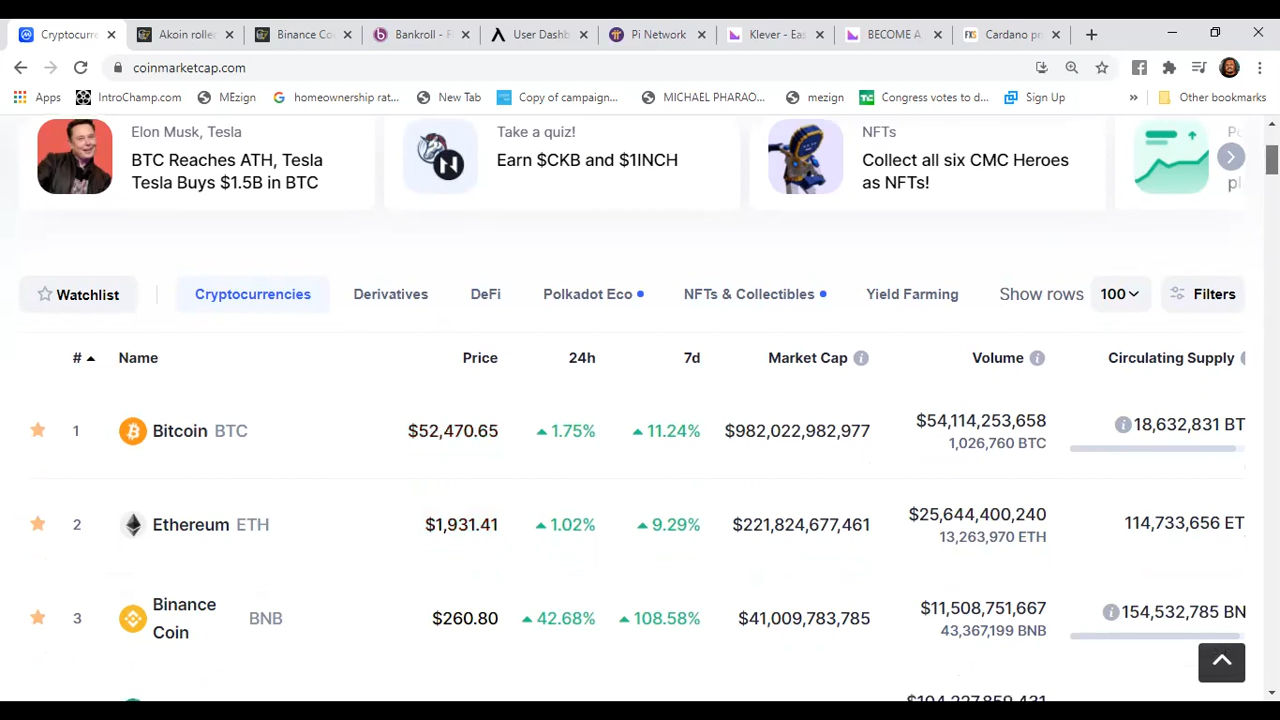 Cryptocurre
Akoin rolle
Binance Co
Bankroll - F
User Dashb
Pi Network
Klever - Eas
BECOME A
Cardano pr
coinmarketcap.com
Apps
IntroChamp.com
MEzign
homeownership rat...
New Tab
Copy of campaign...
MICHAEL PHARAO...
mezign
Congress votes to d...
Sign Up
»
Other bookmarks
Elon Musk, Tesla
BTC Reaches ATH, Tesla
Tesla Buys $1.5B in BTC
Take a quiz!
Earn $CKB and $1INCH
NFTs
Collect all six CMC Heroes
as NFTs!
Watchlist
Cryptocurrencies
Derivatives
DeFi
Polkadot Eco
NFTs & Collectibles
Yield Farming
Show rows
100
Filters
# Name Price 24h 7d Market Cap Volume Circulating Supply
1 Bitcoin BTC $52,470.65 1.75% 11.24% $982,022,982,977 $54,114,253,658 18,632,831 BT
1,026,760 BTC
2 Ethereum ETH $1,931.41 1.02% 9.29% $221,824,677,461 $25,644,400,240 114,733,656 ET
13,263,970 ETH
3 Binance Coin BNB $260.80 42.68% 108.58% $41,009,783,785 $11,508,751,667 154,532,785 BN
43,367,199 BNB